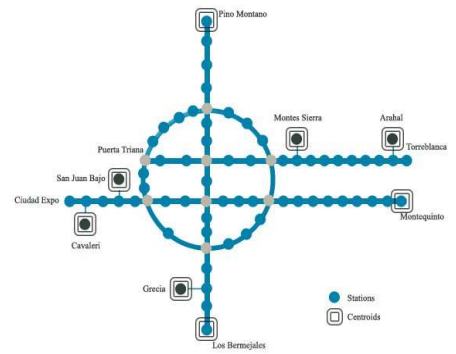 Pino Montano
Montes Sierra
Arahal
Torreblanca
Puerta Triana
San Juan Bajo
Ciudad Expo
Montequinto
Cavaleri
Grecia
Stations
Centroids
Los Bermejales